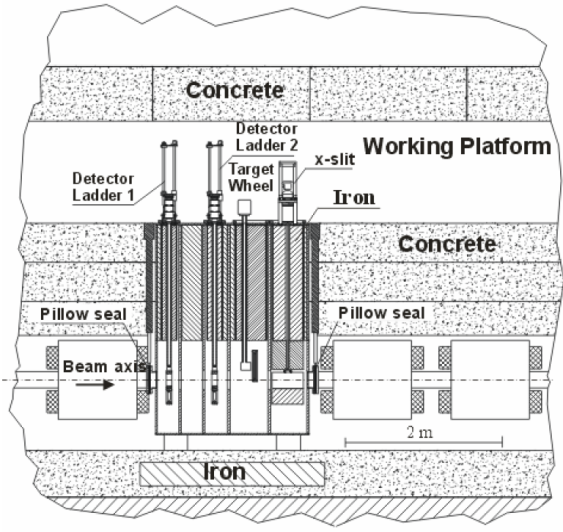 Concrete
Detector
Ladder 2
Working Platform
x-slit
Target
Wheel
Detector
Ladder 1
Iron
Concrete
Pillow seal
Pillow seal
Beam axis
2 m
Iron